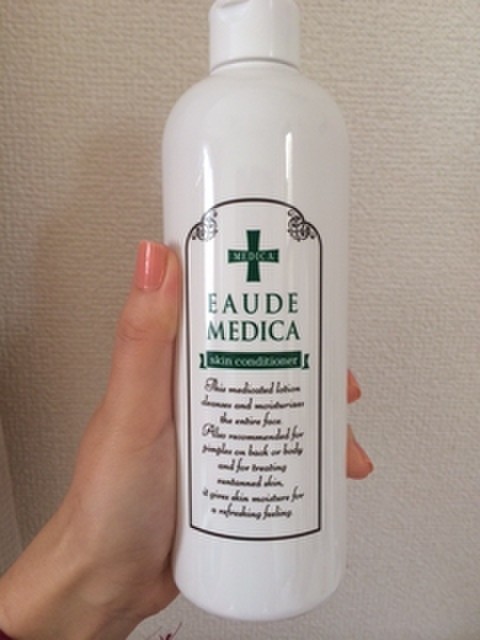 MEDICA
EAUDE
MEDICA
skin conditioner
This medicated lotion
cleanses and moisturizes
the entire face.
Also recommended for
pimples on back or body
and for treating
suntanned skin,
it gives skin moisture for
a refreshing feeling.